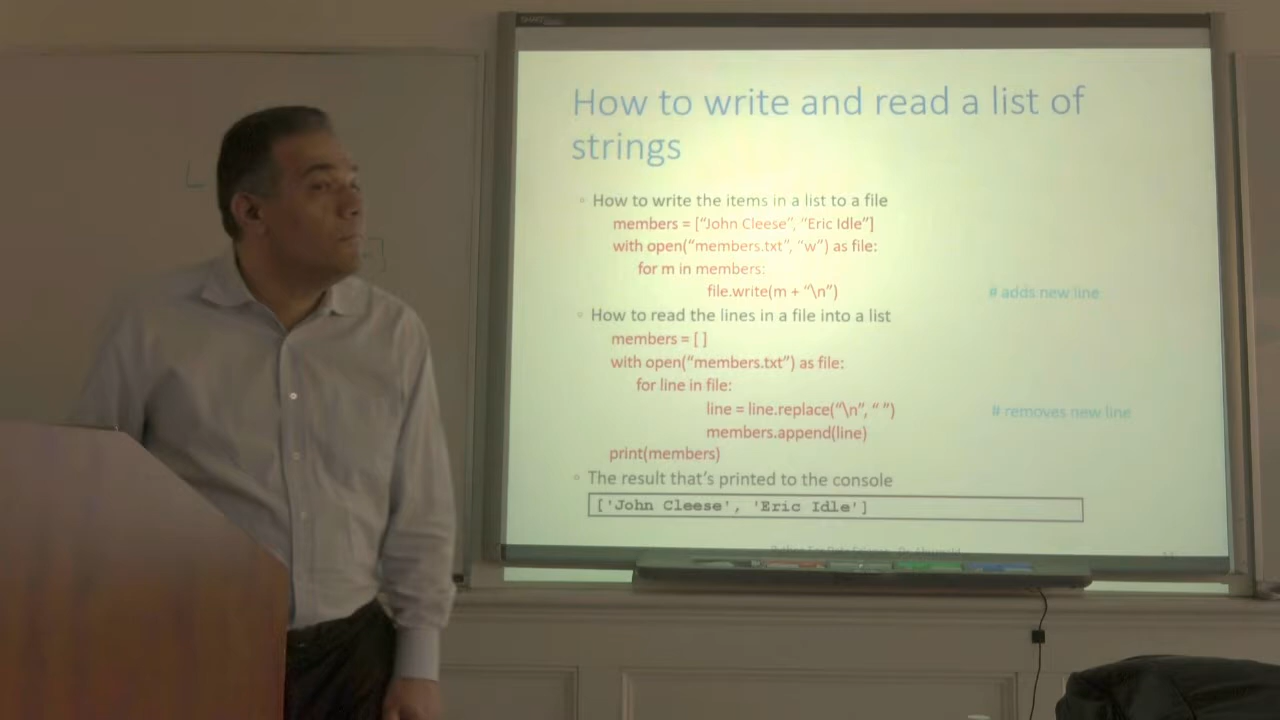 SMART
How to write and read a list of
strings
How to write the items in a list to a file
members = [“John Cleese”, “Eric Idle”]
with open(“members.txt”, “w”) as file:
for m in members:
file.write(m + “\n”) # adds new line
How to read the lines in a file into a list
members = [ ]
with open(“members.txt”) as file:
for line in file:
line = line.replace(“\n”, “ ”) # removes new line
members.append(line)
print(members)
The result that’s printed to the console
['John Cleese', 'Eric Idle']